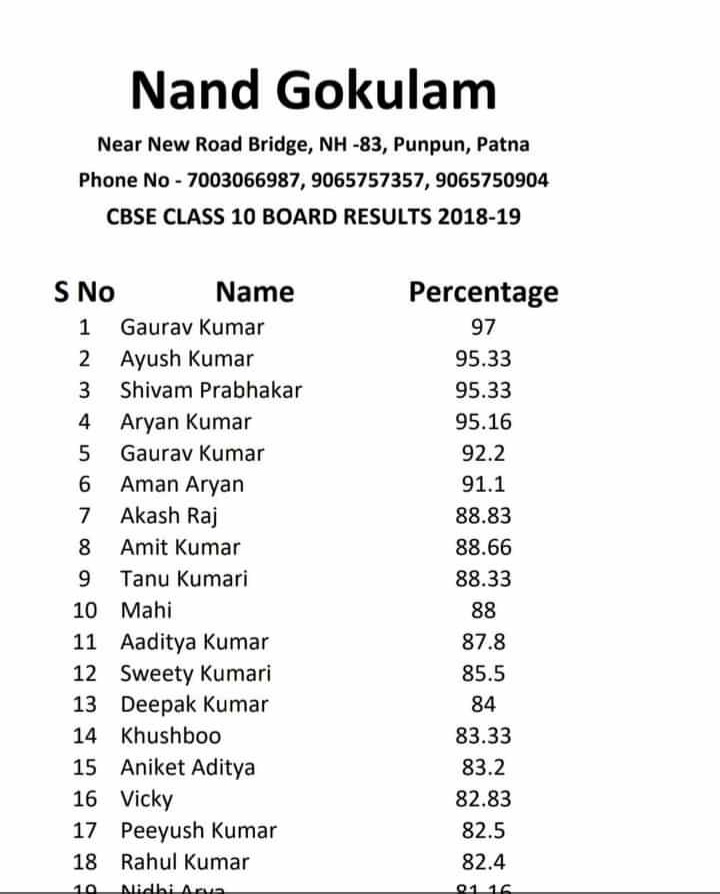 Nand Gokulam
Near New Road Bridge, NH -83, Punpun, Patna
Phone No - 7003066987, 9065757357, 9065750904
CBSE CLASS 10 BOARD RESULTS 2018-19
S No Name Percentage
1 Gaurav Kumar 97
2 Ayush Kumar 95.33
3 Shivam Prabhakar 95.33
4 Aryan Kumar 95.16
5 Gaurav Kumar 92.2
6 Aman Aryan 91.1
7 Akash Raj 88.83
8 Amit Kumar 88.66
9 Tanu Kumari 88.33
10 Mahi 88
11 Aaditya Kumar 87.8
12 Sweety Kumari 85.5
13 Deepak Kumar 84
14 Khushboo 83.33
15 Aniket Aditya 83.2
16 Vicky 82.83
17 Peeyush Kumar 82.5
18 Rahul Kumar 82.4
19 Nidhi Arya 81.16